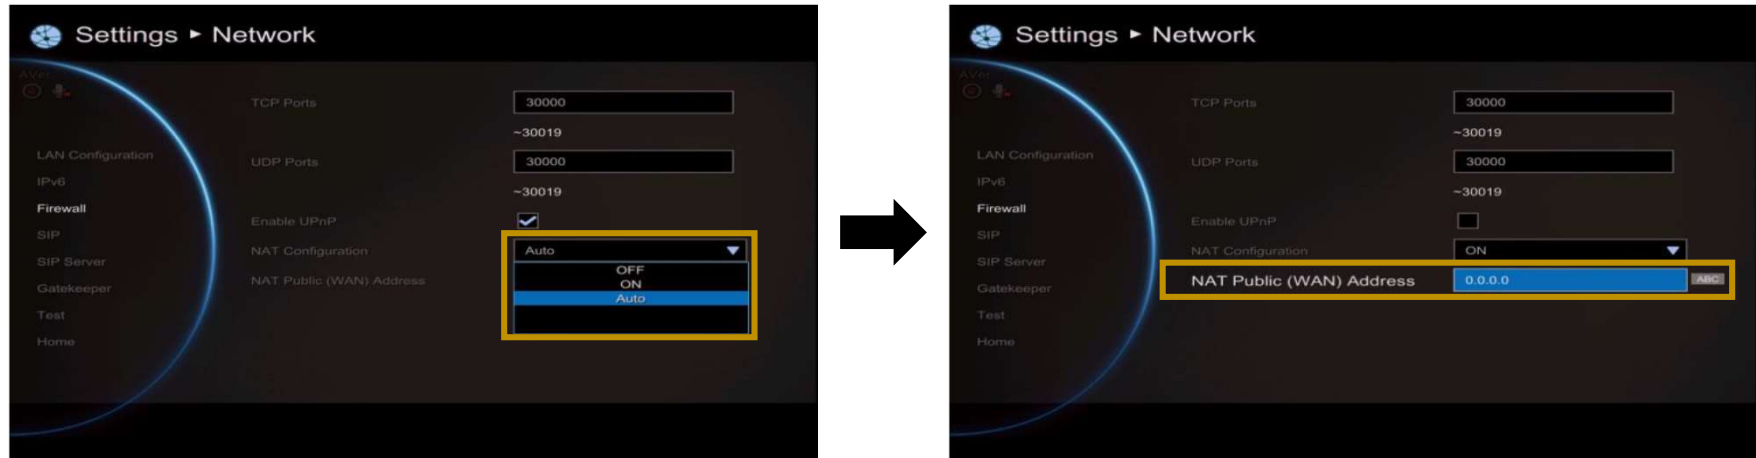 Settings ► Network
AVer
TCP Ports 30000
~30019
LAN Configuration
UDP Ports 30000
IPv6
~30019
Firewall
Enable UPnP
SIP
NAT Configuration Auto
SIP Server
OFF
NAT Public (WAN) Address
ON
Gatekeeper
Auto
Test
Home
Settings ► Network
AVer
TCP Ports 30000
~30019
LAN Configuration
UDP Ports 30000
IPv6
~30019
Firewall
Enable UPnP
SIP
NAT Configuration ON
SIP Server
NAT Public (WAN) Address 0.0.0.0 ABC
Gatekeeper
Test
Home